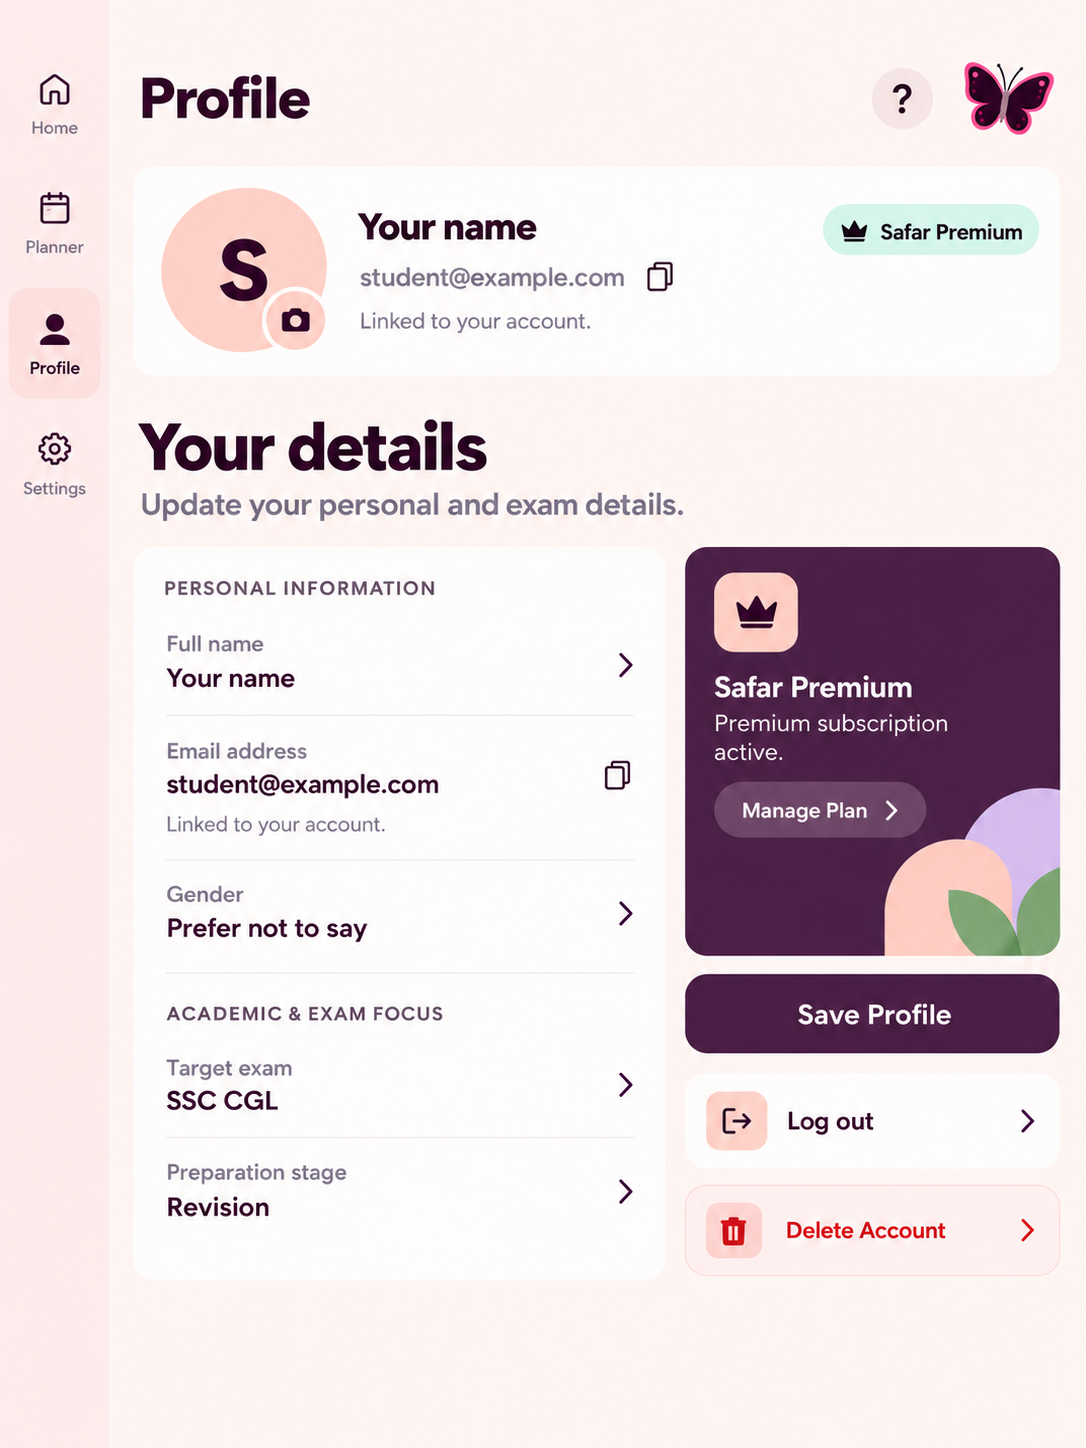 Home
Planner
Profile
Settings
Profile
?
S
Your name
student@example.com
Linked to your account.
Safar Premium
Your details
Update your personal and exam details.
PERSONAL INFORMATION
Full name
Your name
Email address
student@example.com
Linked to your account.
Gender
Prefer not to say
ACADEMIC & EXAM FOCUS
Target exam
SSC CGL
Preparation stage
Revision
Safar Premium
Premium subscription
active.
Manage Plan
Save Profile
Log out
Delete Account